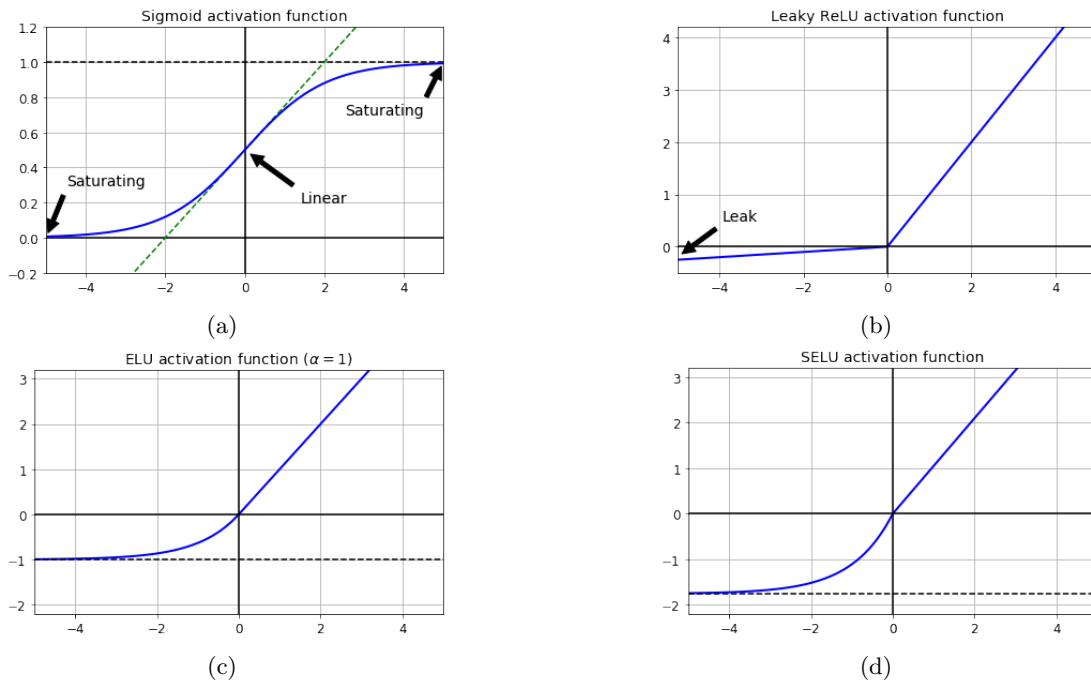 Sigmoid activation function
1.2
1.0
0.8
0.6
0.4
0.2
0.0
−0.2
Saturating
Saturating
Linear
−4 −2 0 2 4
(a)
Leaky ReLU activation function
4
3
2
1
0
Leak
−4 −2 0 2 4
(b)
ELU activation function (α = 1)
3
2
1
0
−1
−2
−4 −2 0 2 4
(c)
SELU activation function
3
2
1
0
−1
−2
−4 −2 0 2 4
(d)